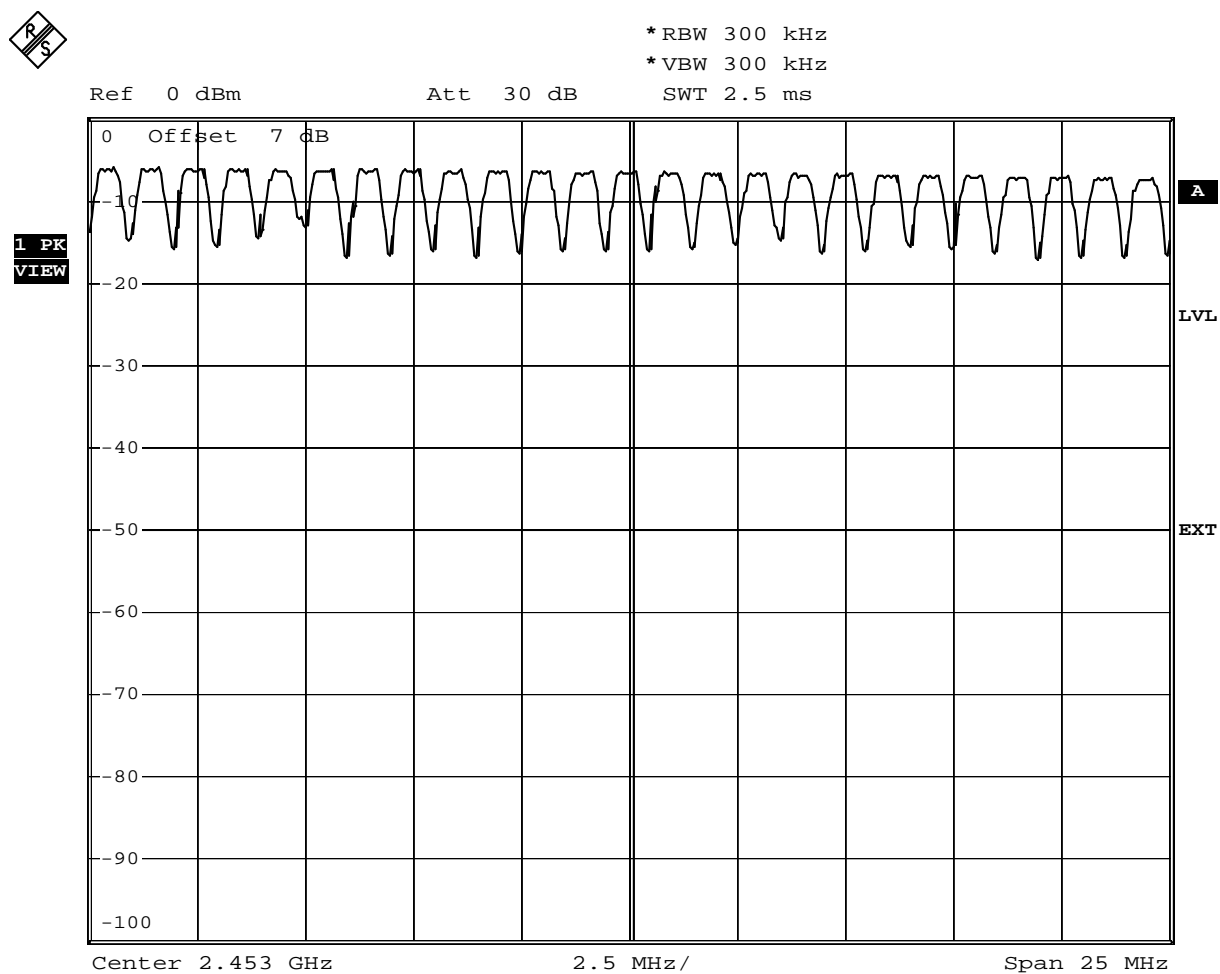 R S
*RBW 300 kHz
*VBW 300 kHz
Ref 0 dBm Att 30 dB SWT 2.5 ms
0 Offset 7 dB
-10
A
1 PK
VIEW
-20
LVL
-30
-40
-50
EXT
-60
-70
-80
-90
-100
Center 2.453 GHz 2.5 MHz/ Span 25 MHz